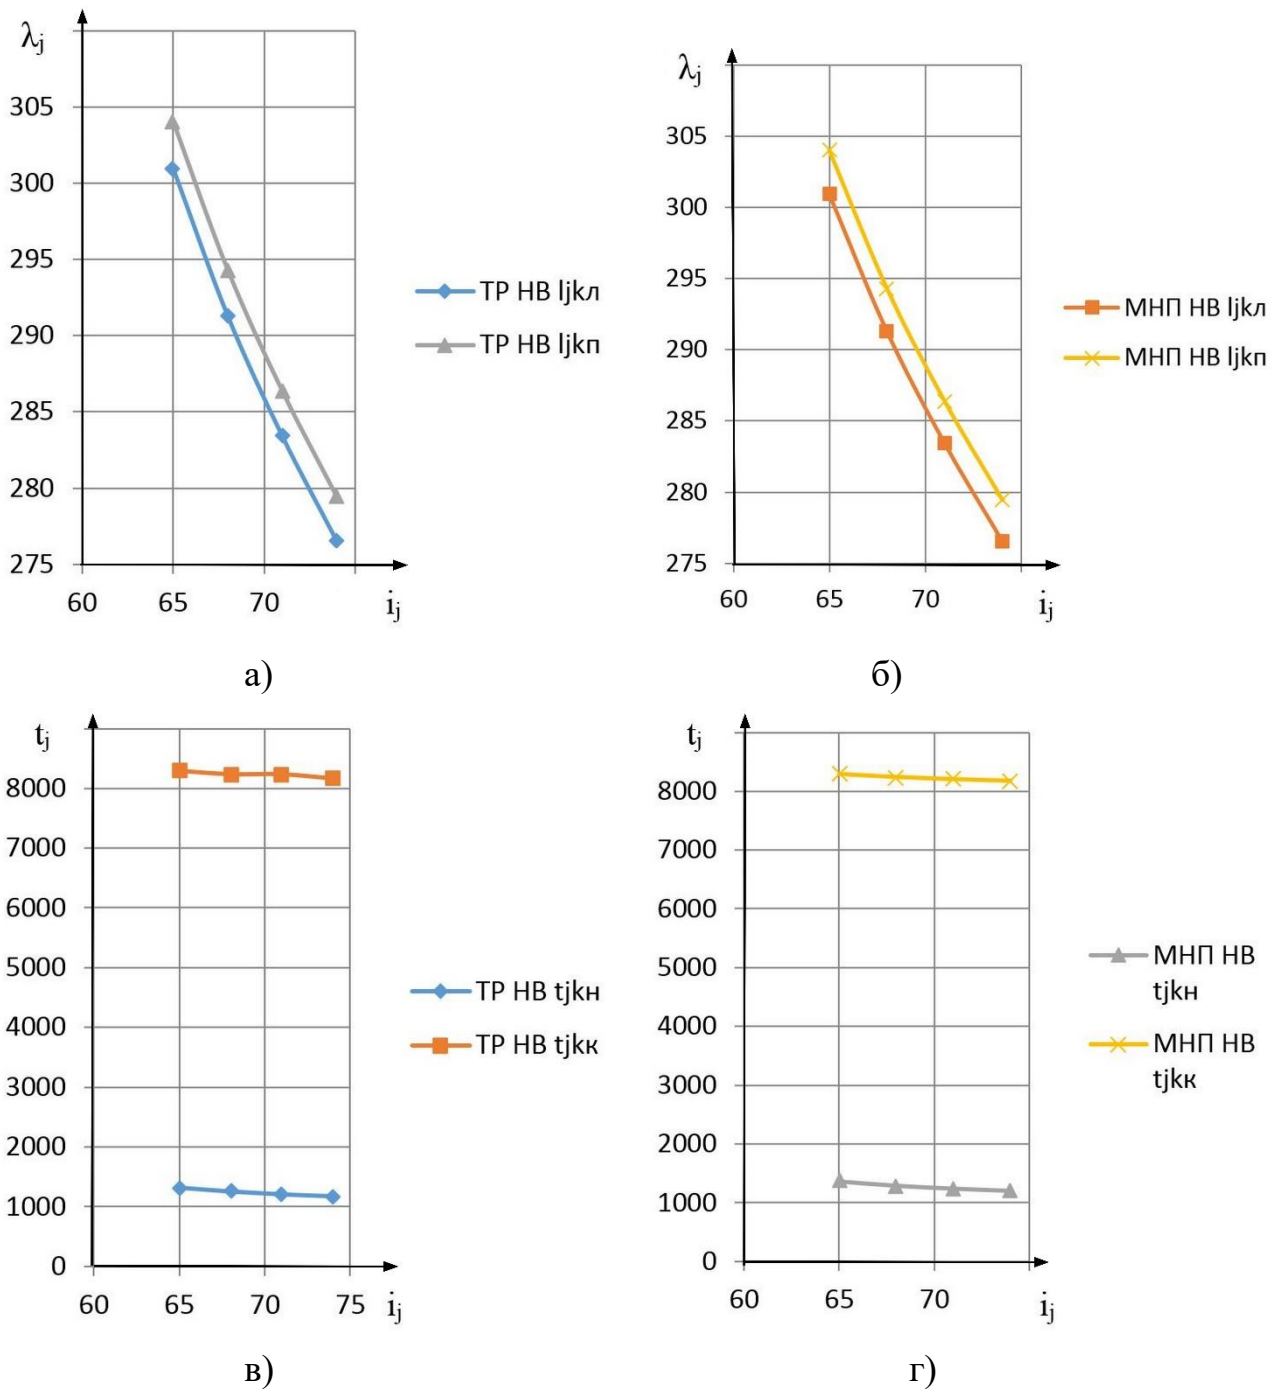 λj
305
300
295
290
285
280
275
60 65 70 ij
ТР НВ ljkл
ТР НВ ljkп
а)
λj
305
300
295
290
285
280
275
60 65 70 ij
МНП НВ ljkл
МНП НВ ljkп
б)
tj
8000
7000
6000
5000
4000
3000
2000
1000
0
60 65 70 75 ij
ТР НВ tjkн
ТР НВ tjkк
в)
tj
8000
7000
6000
5000
4000
3000
2000
1000
0
60 65 70 ij
МНП НВ
tjkн
МНП НВ
tjkк
г)